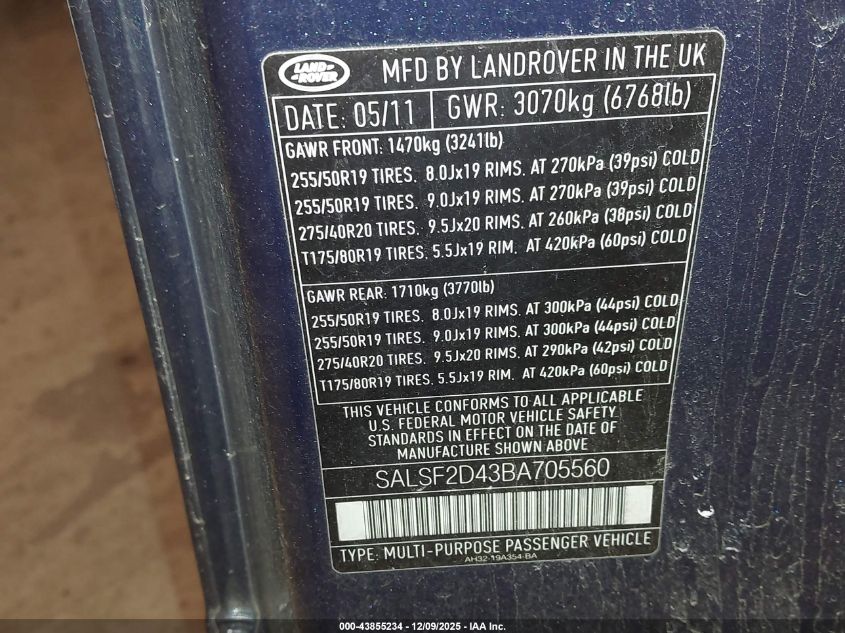 LAND
ROVER
MFD BY LANDROVER IN THE UK
DATE: 05/11 GWR: 3070kg (6768lb)
GAWR FRONT: 1470kg (3241lb)
255/50R19 TIRES. 8.0Jx19 RIMS. AT 270kPa (39psi) COLD
255/50R19 TIRES. 9.0Jx19 RIMS. AT 270kPa (39psi) COLD
275/40R20 TIRES. 9.5Jx20 RIMS. AT 260kPa (38psi) COLD
T175/80R19 TIRES. 5.5Jx19 RIM. AT 420kPa (60psi) COLD
GAWR REAR: 1710kg (3770lb)
255/50R19 TIRES. 8.0Jx19 RIMS. AT 300kPa (44psi) COLD
255/50R19 TIRES. 9.0Jx19 RIMS. AT 300kPa (44psi) COLD
275/40R20 TIRES. 9.5Jx20 RIMS. AT 290kPa (42psi) COLD
T175/80R19 TIRES. 5.5Jx19 RIM. AT 420kPa (60psi) COLD
THIS VEHICLE CONFORMS TO ALL APPLICABLE
U.S. FEDERAL MOTOR VEHICLE SAFETY
STANDARDS IN EFFECT ON THE DATE OF
MANUFACTURE SHOWN ABOVE
SALSF2D43BA705560
TYPE: MULTI-PURPOSE PASSENGER VEHICLE
AH32-19A354-BA
000-43855234 - 12/09/2025 - IAA Inc.